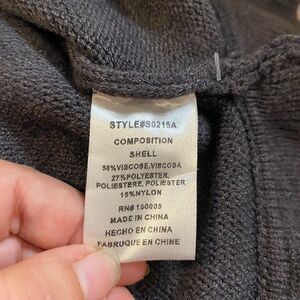 STYLE#S0215A
COMPOSITION
SHELL
58%VISCOSE,VISCOSA
27%POLYESTER,
POLIESTERE, POLIESTER
15%NYLON
RN# 160005
MADE IN CHINA
HECHO EN CHINA
FABRIQUE EN CHINE